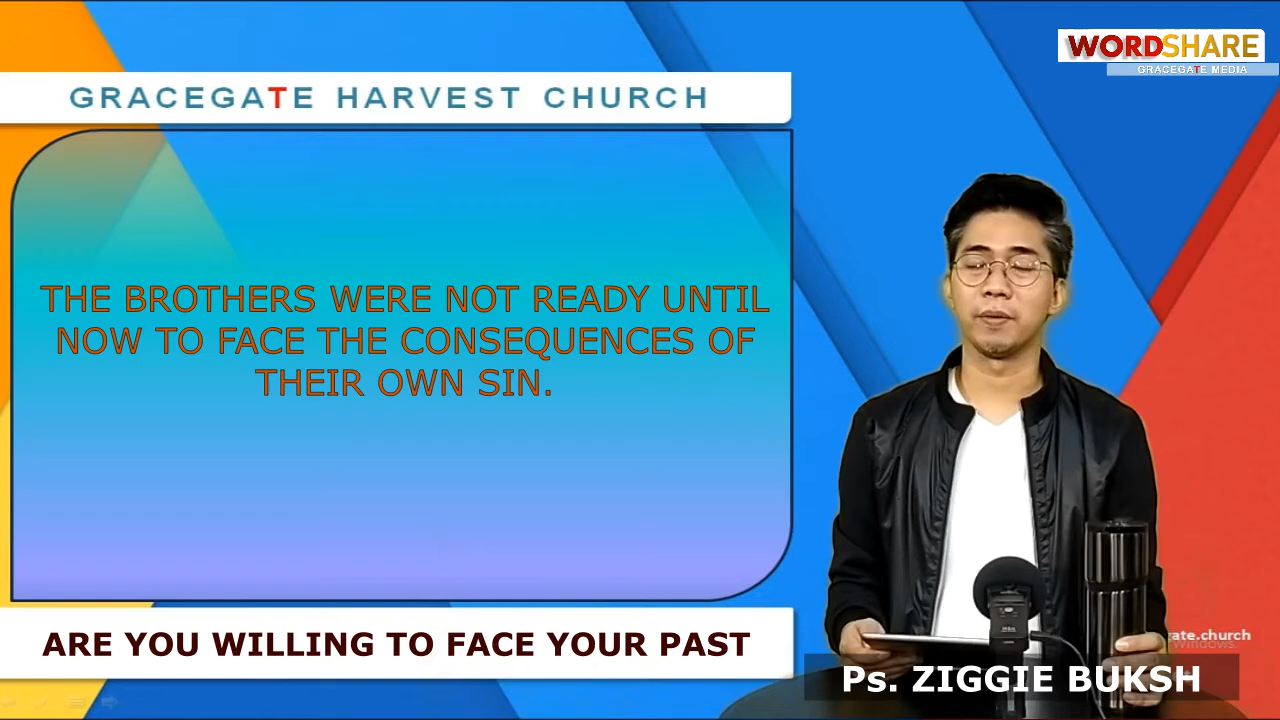 WORDSHARE
GRACEGATE MEDIA
GRACEGATE HARVEST CHURCH
THE BROTHERS WERE NOT READY UNTIL
NOW TO FACE THE CONSEQUENCES OF
THEIR OWN SIN.
ARE YOU WILLING TO FACE YOUR PAST
ate.church
Windows.
Ps. ZIGGIE BUKSH